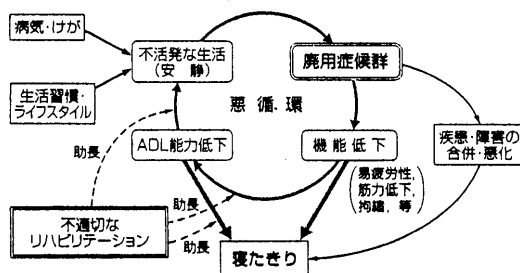 病気・けが
生活習慣・
ライフスタイル
不活発な生活
(安静)
廃用症候群
悪循環
助長
ADL能力低下
機能低下
(易疲労性,
筋力低下,
拘縮, 等)
疾患・障害の
合併・悪化
不適切な
リハビリテーション
助長
助長
寝たきり